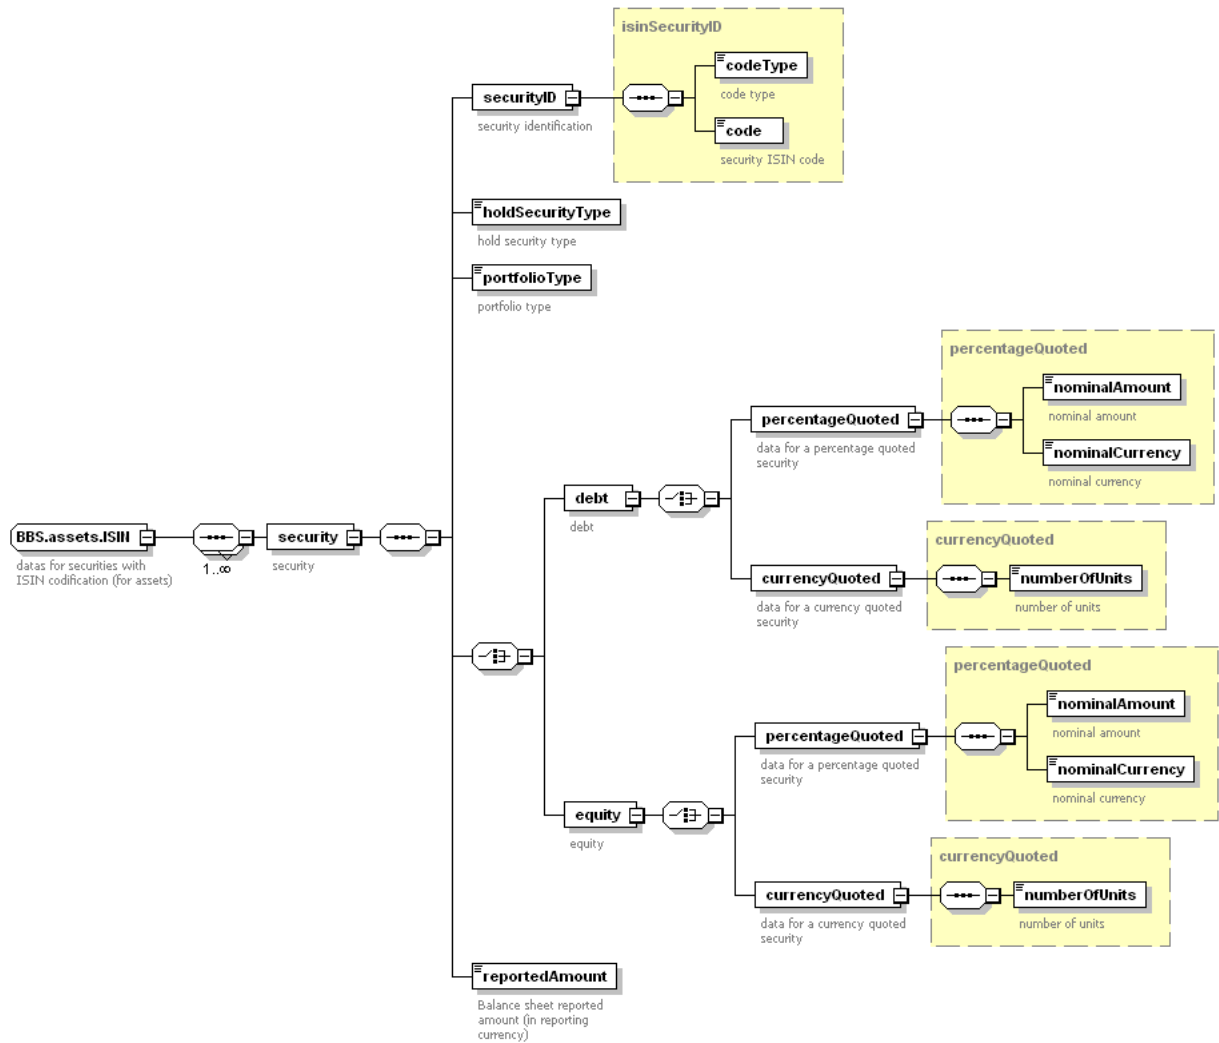 isinSecurityID
codeType
code type
securityID
security identification
code
security ISIN code
holdSecurityType
hold security type
portfolioType
portfolio type
percentageQuoted
nominalAmount
nominal amount
percentageQuoted
data for a percentage quoted
security
nominalCurrency
nominal currency
debt
debt
BBS.assets.ISIN
datas for securities with
ISIN codification (for assets)
1..∞
security
security
currencyQuoted
currencyQuoted
data for a currency quoted
security
numberOfUnits
number of units
percentageQuoted
nominalAmount
nominal amount
percentageQuoted
data for a percentage quoted
security
nominalCurrency
nominal currency
equity
equity
currencyQuoted
currencyQuoted
data for a currency quoted
security
numberOfUnits
number of units
reportedAmount
Balance sheet reported
amount (in reporting
currency)